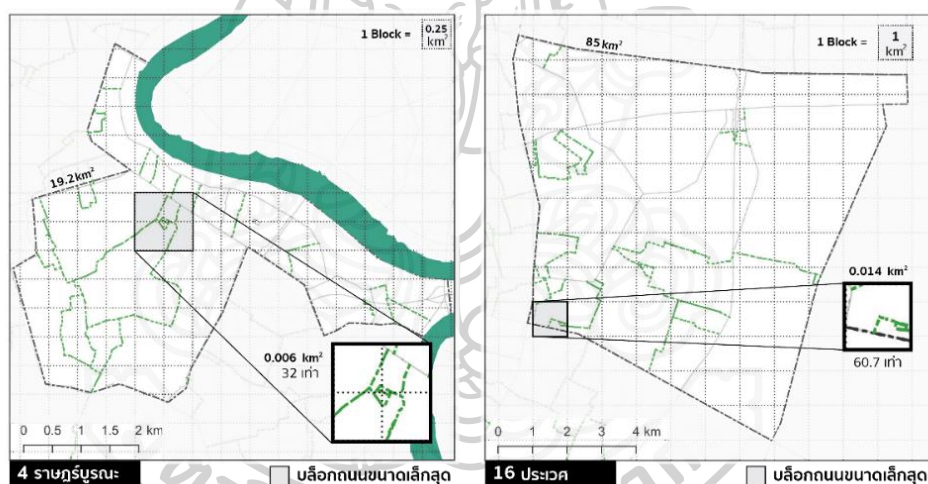 1 Block = 0.25 km²
19.2 km²
0.006 km²
32 เท่า
0 0.5 1 2 km
4 ราษฎร์บูรณะ
บล็อกถนนขนาดเล็กสุด
85 km²
1 Block = 1 km²
0.014 km²
60.7 เท่า
0 1 2 3 4 km
16 ประเวศ
บล็อกถนนขนาดเล็กสุด